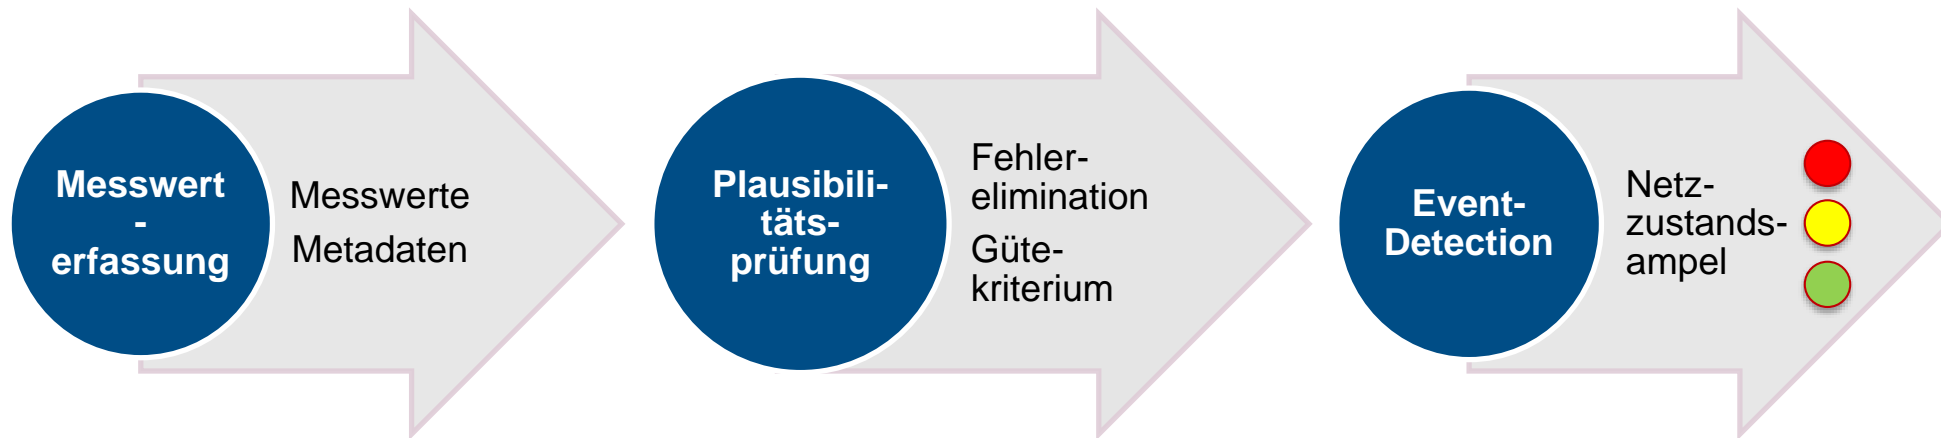 Messwert
-
erfassung
Messwerte
Metadaten
Plausibili-
täts-
prüfung
Fehler-
elimination
Güte-
kriterium
Event-
Detection
Netz-
zustands-
ampel